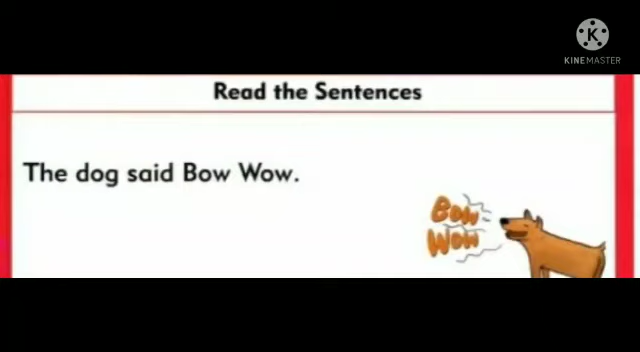 K
KINEMASTER
Read the Sentences
The dog said Bow Wow.
Bow
Wow